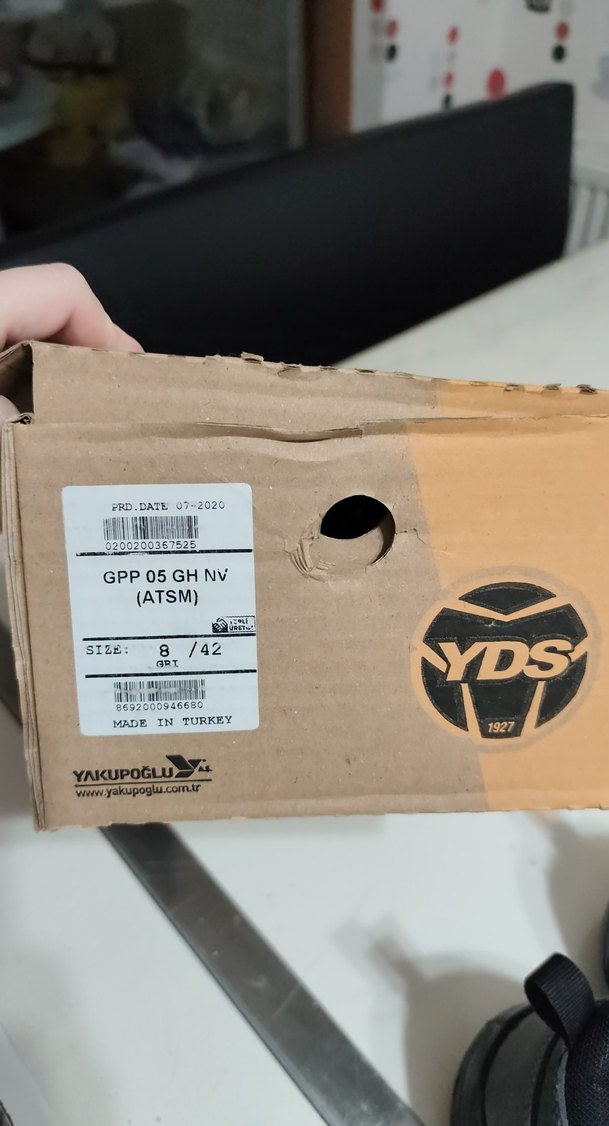 PRD.DATE 07-2020
0200200367525
GPP 05 GH NV
(ATSM)
YERLİ
ÜRETİM
SIZE: 8 /42
GRI
8692000946680
MADE IN TURKEY
YAKUPOĞLU
www.yakupoglu.com.tr
YDS
1927